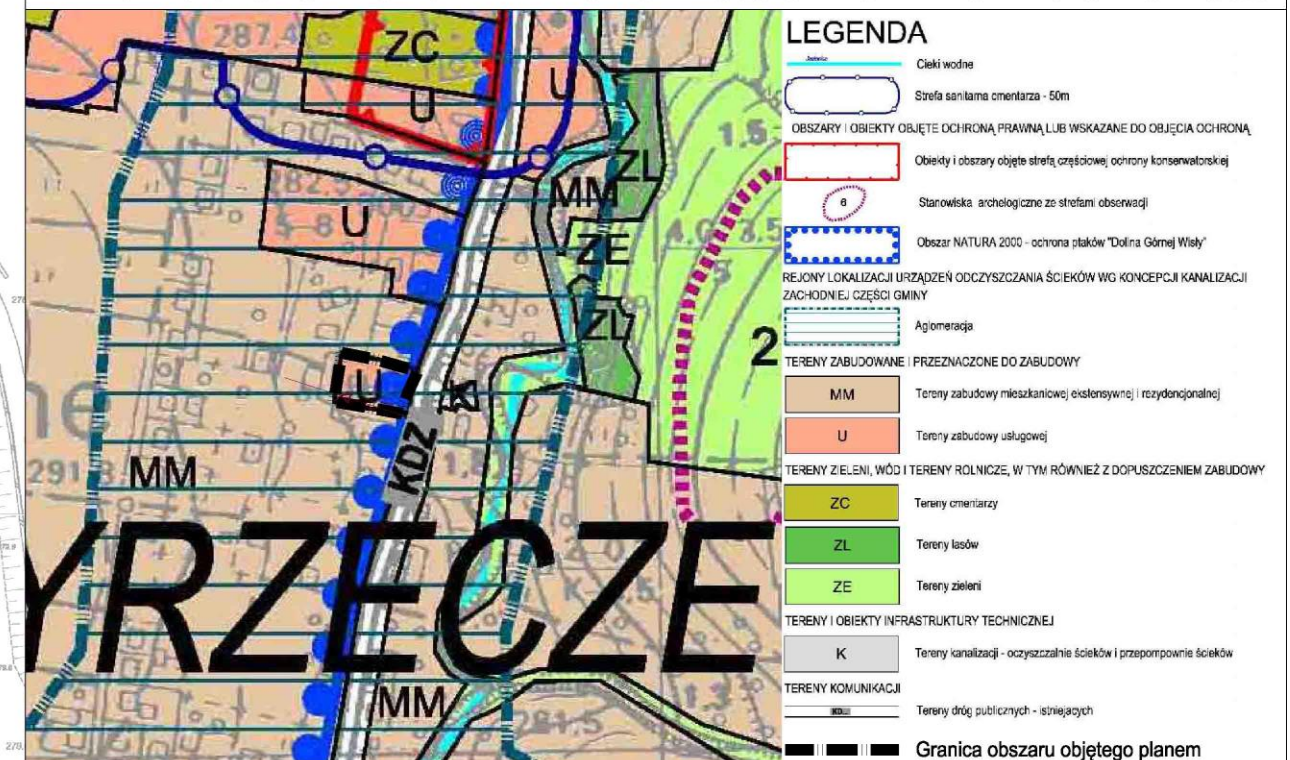 287.4
ZC
U
U
ZL
MM
U
ZE
ZL
2
U
K
KDZ
MM
YRZECZE
MM
281.5
LEGENDA
Cieki wodne
Strefa sanitarna cmentarza - 50m
OBSZARY I OBIEKTY OBJĘTE OCHRONĄ PRAWNĄ LUB WSKAZANE DO OBJĘCIA OCHRONĄ
Obiekty i obszary objęte strefą częściowej ochrony konserwatorskiej
6
Stanowiska archeologiczne ze strefami obserwacji
Obszar NATURA 2000 - ochrona ptaków "Dolina Górnej Wisły"
REJONY LOKALIZACJI URZĄDZEŃ ODCZYSZCZANIA ŚCIEKÓW WG KONCEPCJI KANALIZACJI
ZACHODNIEJ CZĘŚCI GMINY
Aglomeracja
TERENY ZABUDOWANE I PRZEZNACZONE DO ZABUDOWY
MM
Tereny zabudowy mieszkaniowej ekstensywnej i rezydencjonalnej
U
Tereny zabudowy usługowej
TERENY ZIELENI, WÓD I TERENY ROLNICZE, W TYM RÓWNIEŻ Z DOPUSZCZENIEM ZABUDOWY
ZC
Tereny cmentarzy
ZL
Tereny lasów
ZE
Tereny zieleni
TERENY I OBIEKTY INFRASTRUKTURY TECHNICZNEJ
K
Tereny kanalizacji - oczyszczalnie ścieków i przepompownie ścieków
TERENY KOMUNIKACJI
KD...
Tereny dróg publicznych - istniejacych
Granica obszaru objętego planem